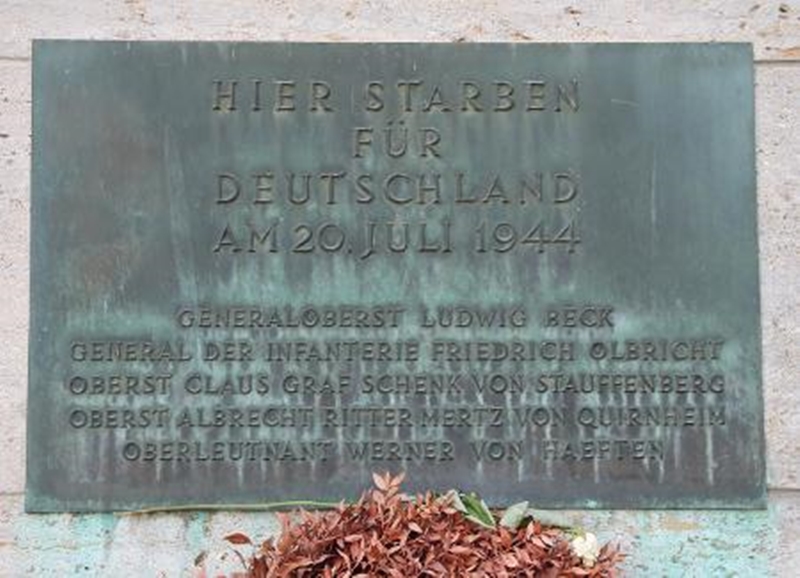 HIER STARBEN
FÜR
DEUTSCHLAND
AM 20. JULI 1944
GENERALOBERST LUDWIG BECK
GENERAL DER INFANTERIE FRIEDRICH OLBRICHT
OBERST CLAUS GRAF SCHENK VON STAUFFENBERG
OBERST ALBRECHT RITTER MERTZ VON QUIRNHEIM
OBERLEUTNANT WERNER VON HAEFTEN